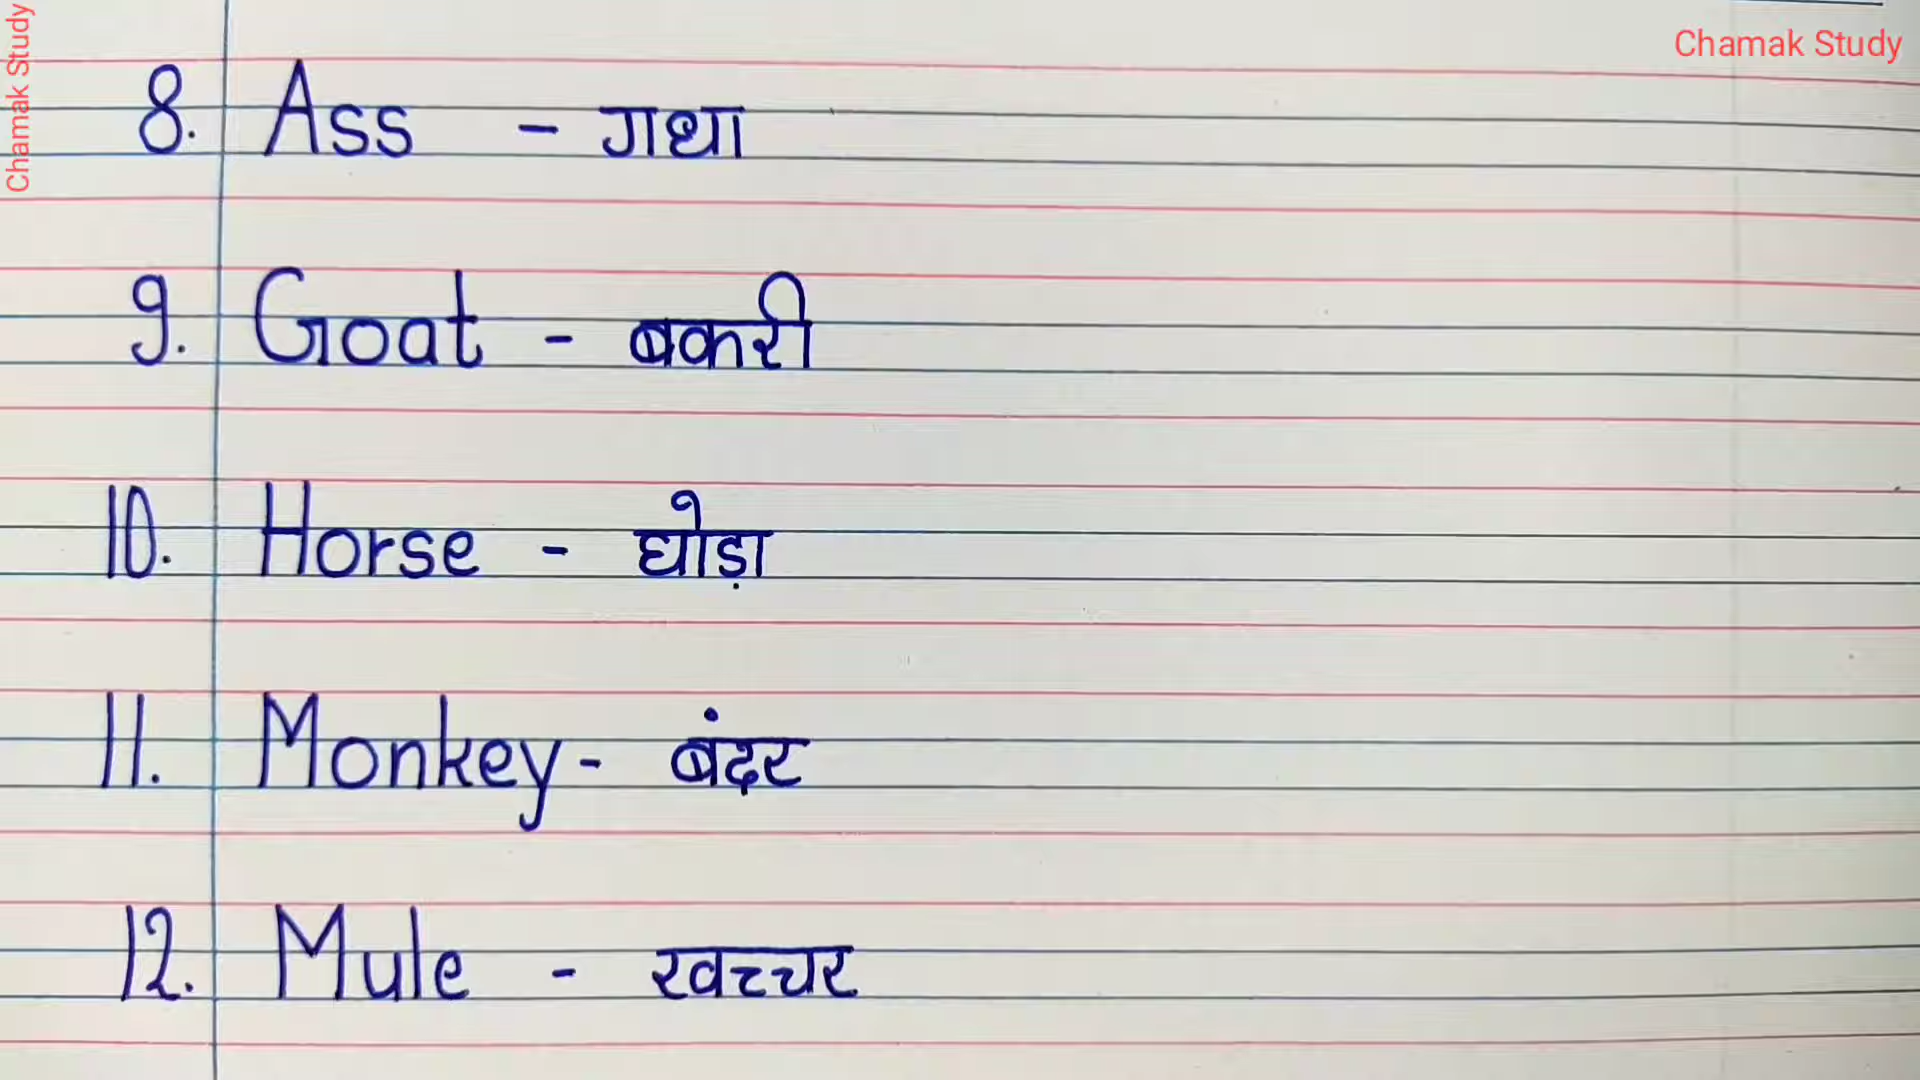 Chamak Study
Chamak Study
8. Ass - गधा
9. Goat - बकरी
10. Horse - घोड़ा
11. Monkey - बंदर
12. Mule - खच्चर